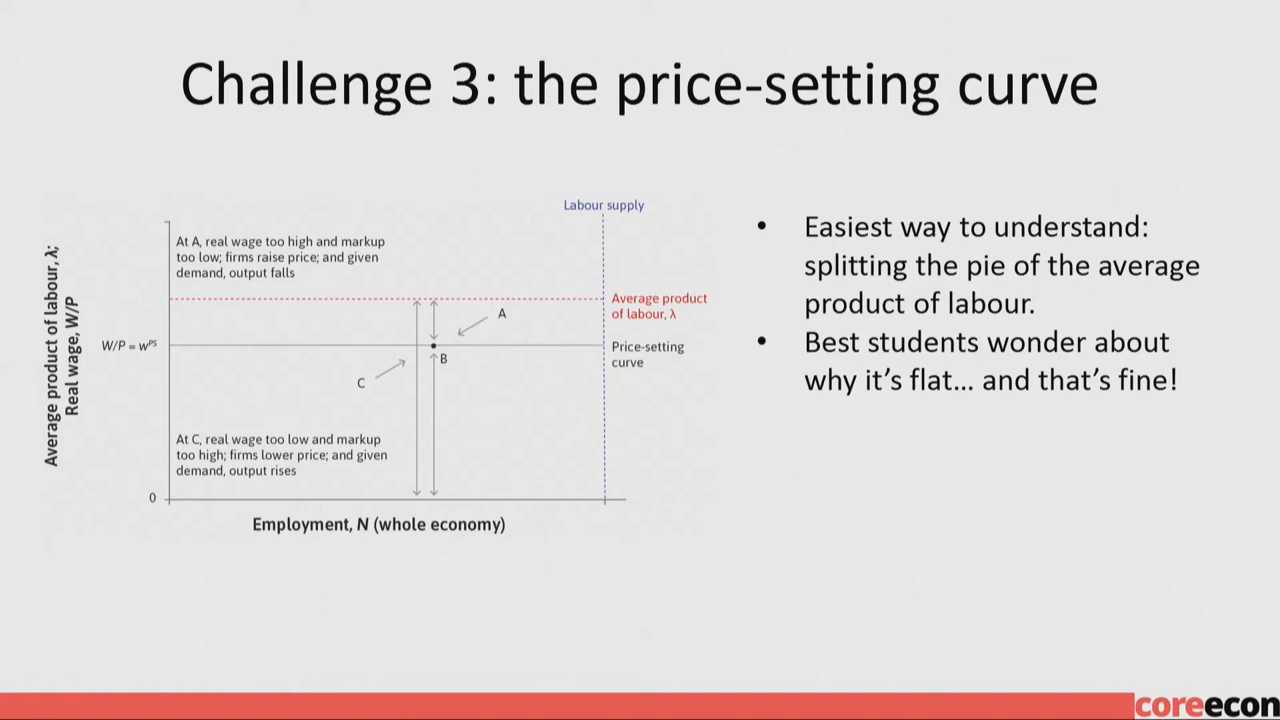 Challenge 3: the price-setting curve
Labour supply
At A, real wage too high and markup
too low; firms raise price; and given
demand, output falls
Average product of labour, λ;
Real wage, W/P
Average product
of labour, λ
A
W/P = wᴾˢ
Price-setting
curve
B
C
At C, real wage too low and markup
too high; firms lower price; and given
demand, output rises
0
Employment, N (whole economy)
• Easiest way to understand:
splitting the pie of the average
product of labour.
• Best students wonder about
why it’s flat… and that’s fine!
coreecon